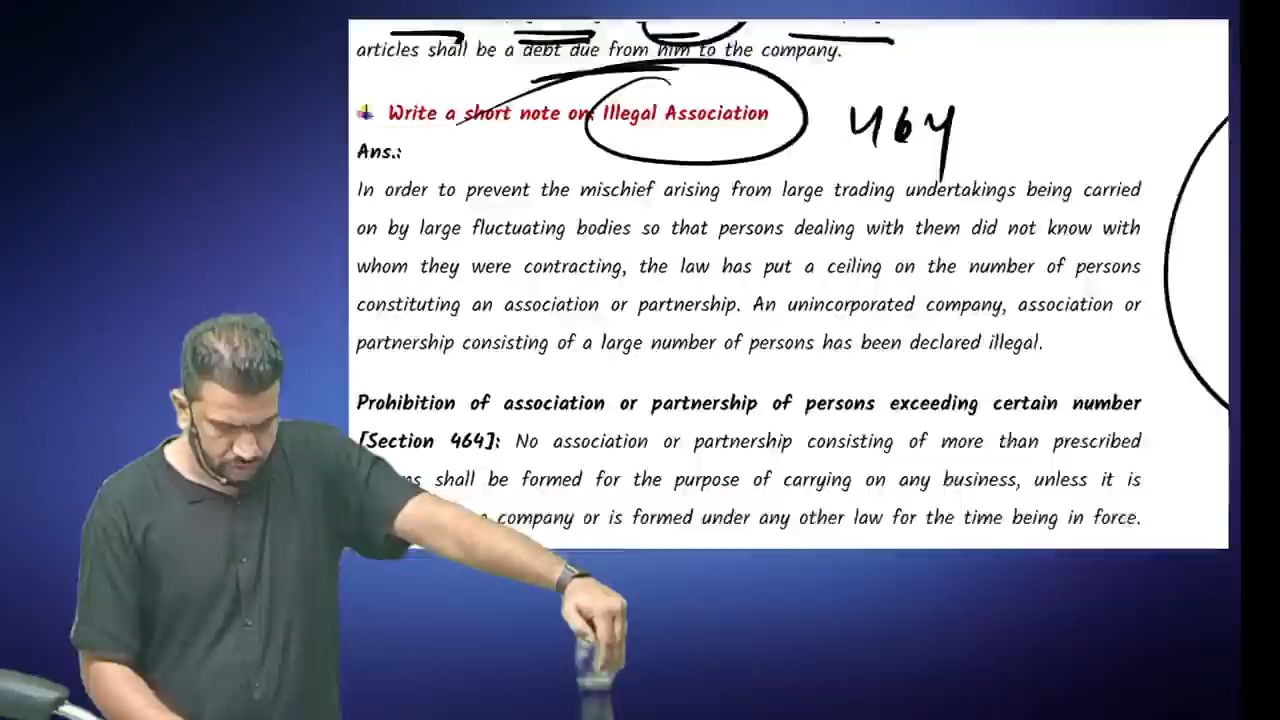 articles shall be a debt due from him to the company.
Write a short note on: Illegal Association
464
Ans.:
In order to prevent the mischief arising from large trading undertakings being carried
on by large fluctuating bodies so that persons dealing with them did not know with
whom they were contracting, the law has put a ceiling on the number of persons
constituting an association or partnership. An unincorporated company, association or
partnership consisting of a large number of persons has been declared illegal.
Prohibition of association or partnership of persons exceeding certain number
[Section 464]: No association or partnership consisting of more than prescribed
shall be formed for the purpose of carrying on any business, unless it is
company or is formed under any other law for the time being in force.